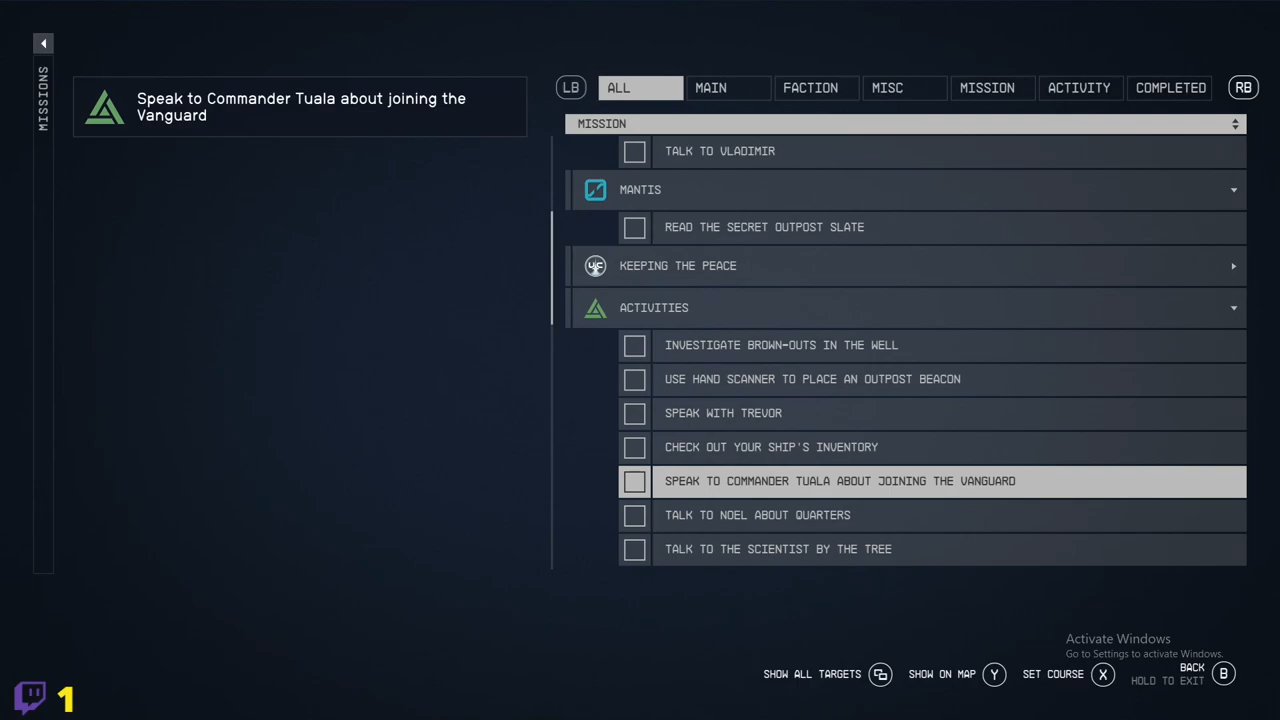 MISSIONS
Speak to Commander Tuala about joining the
Vanguard
LB
ALL
MAIN
FACTION
MISC
MISSION
ACTIVITY
COMPLETED
RB
MISSION
TALK TO VLADIMIR
MANTIS
READ THE SECRET OUTPOST SLATE
UC
KEEPING THE PEACE
ACTIVITIES
INVESTIGATE BROWN-OUTS IN THE WELL
USE HAND SCANNER TO PLACE AN OUTPOST BEACON
SPEAK WITH TREVOR
CHECK OUT YOUR SHIP'S INVENTORY
SPEAK TO COMMANDER TUALA ABOUT JOINING THE VANGUARD
TALK TO NOEL ABOUT QUARTERS
TALK TO THE SCIENTIST BY THE TREE
Activate Windows
Go to Settings to activate Windows.
SHOW ALL TARGETS
SHOW ON MAP Y
SET COURSE X
BACK B
HOLD TO EXIT
1